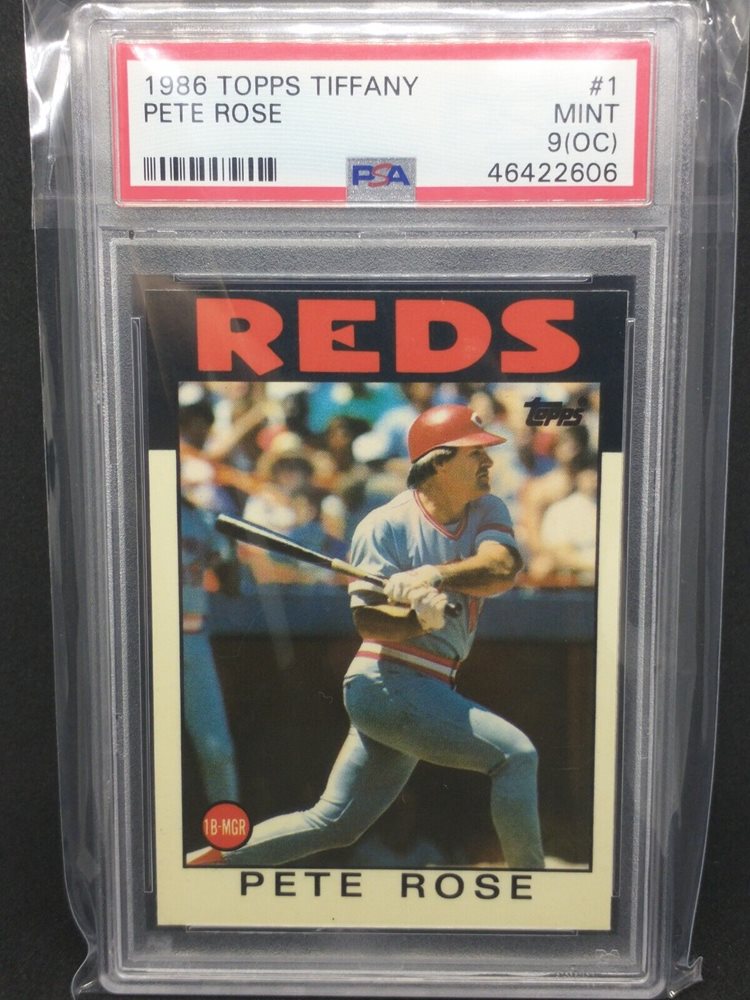 1986 TOPPS TIFFANY #1
PETE ROSE MINT
9(OC)
PSA 46422606
REDS
topps
1B-MGR
PETE ROSE